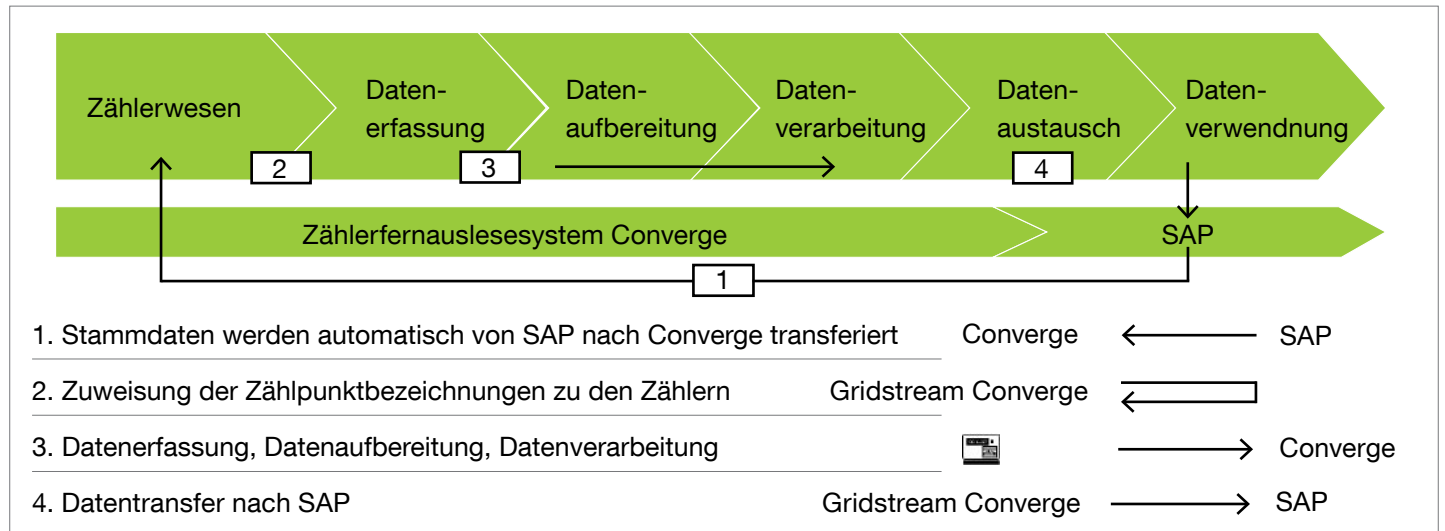 Zählerwesen
Daten-
erfassung
Daten-
aufbereitung
Daten-
verarbeitung
Daten-
austausch
Daten-
verwendnung
2
3
4
Zählerfernauslesesystem Converge
SAP
1
1. Stammdaten werden automatisch von SAP nach Converge transferiert Converge SAP
2. Zuweisung der Zählpunktbezeichnungen zu den Zählern Gridstream Converge
3. Datenerfassung, Datenaufbereitung, Datenverarbeitung Converge
4. Datentransfer nach SAP Gridstream Converge SAP